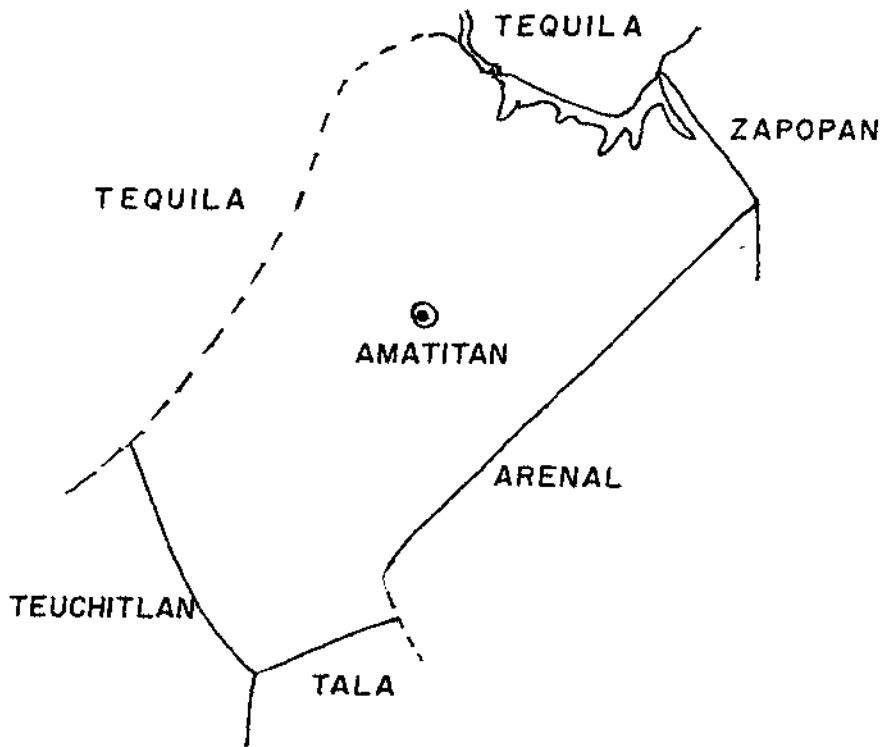 TEQUILA
ZAPOPAN
TEQUILA
AMATITAN
ARENAL
TEUCHITLAN
TALA